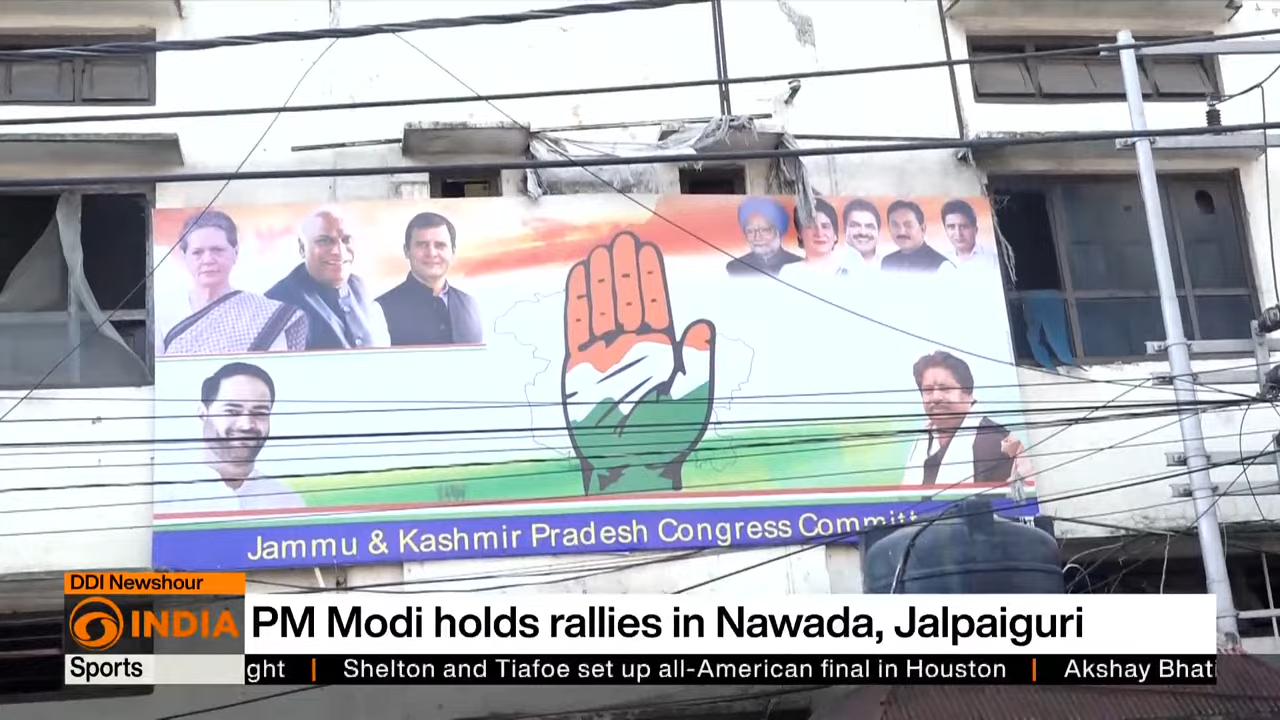 Jammu & Kashmir Pradesh Congress
DDI Newshour
INDIA
PM Modi holds rallies in Nawada, Jalpaiguri
Sports
ght | Shelton and Tiafoe set up all-American final in Houston | Akshay Bhati